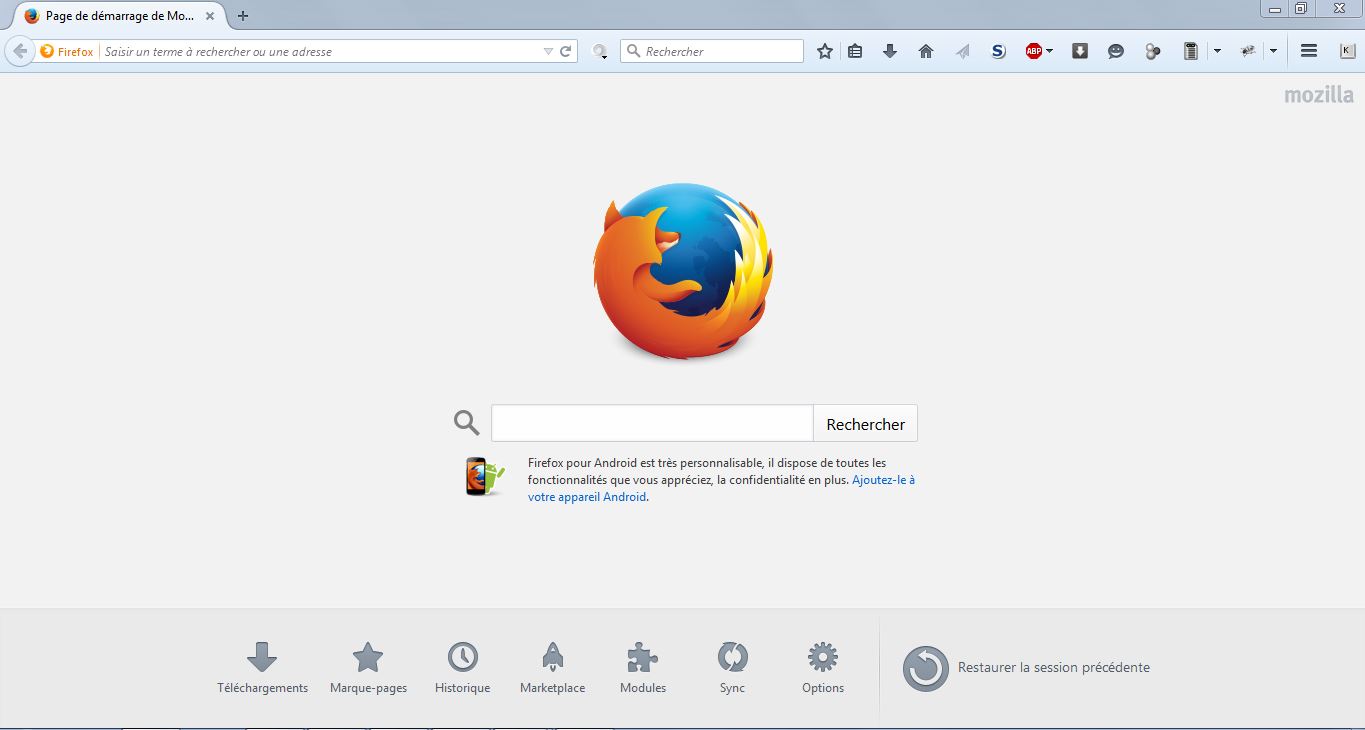 Page de démarrage de Mo...
Firefox
Saisir un terme à rechercher ou une adresse
Rechercher
S
ABP
K
mozilla
Rechercher
Firefox pour Android est très personnalisable, il dispose de toutes les
fonctionnalités que vous appréciez, la confidentialité en plus. Ajoutez-le à
votre appareil Android.
Téléchargements
Marque-pages
Historique
Marketplace
Modules
Sync
Options
Restaurer la session précédente